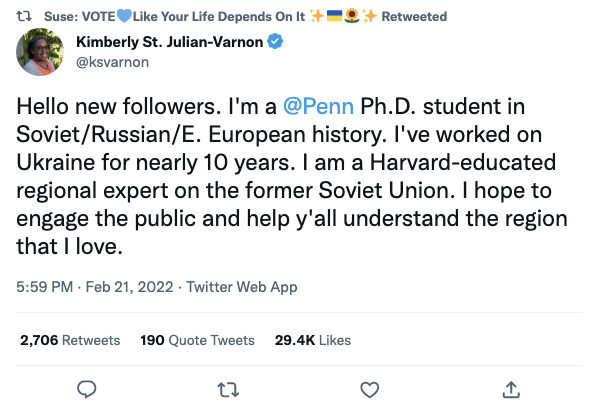 Suse: VOTE💙Like Your Life Depends On It ✨🇺🇦🌻✨ Retweeted
Kimberly St. Julian-Varnon
@ksvarnon
Hello new followers. I'm a @Penn Ph.D. student in
Soviet/Russian/E. European history. I've worked on
Ukraine for nearly 10 years. I am a Harvard-educated
regional expert on the former Soviet Union. I hope to
engage the public and help y'all understand the region
that I love.
5:59 PM · Feb 21, 2022 · Twitter Web App
2,706 Retweets 190 Quote Tweets 29.4K Likes